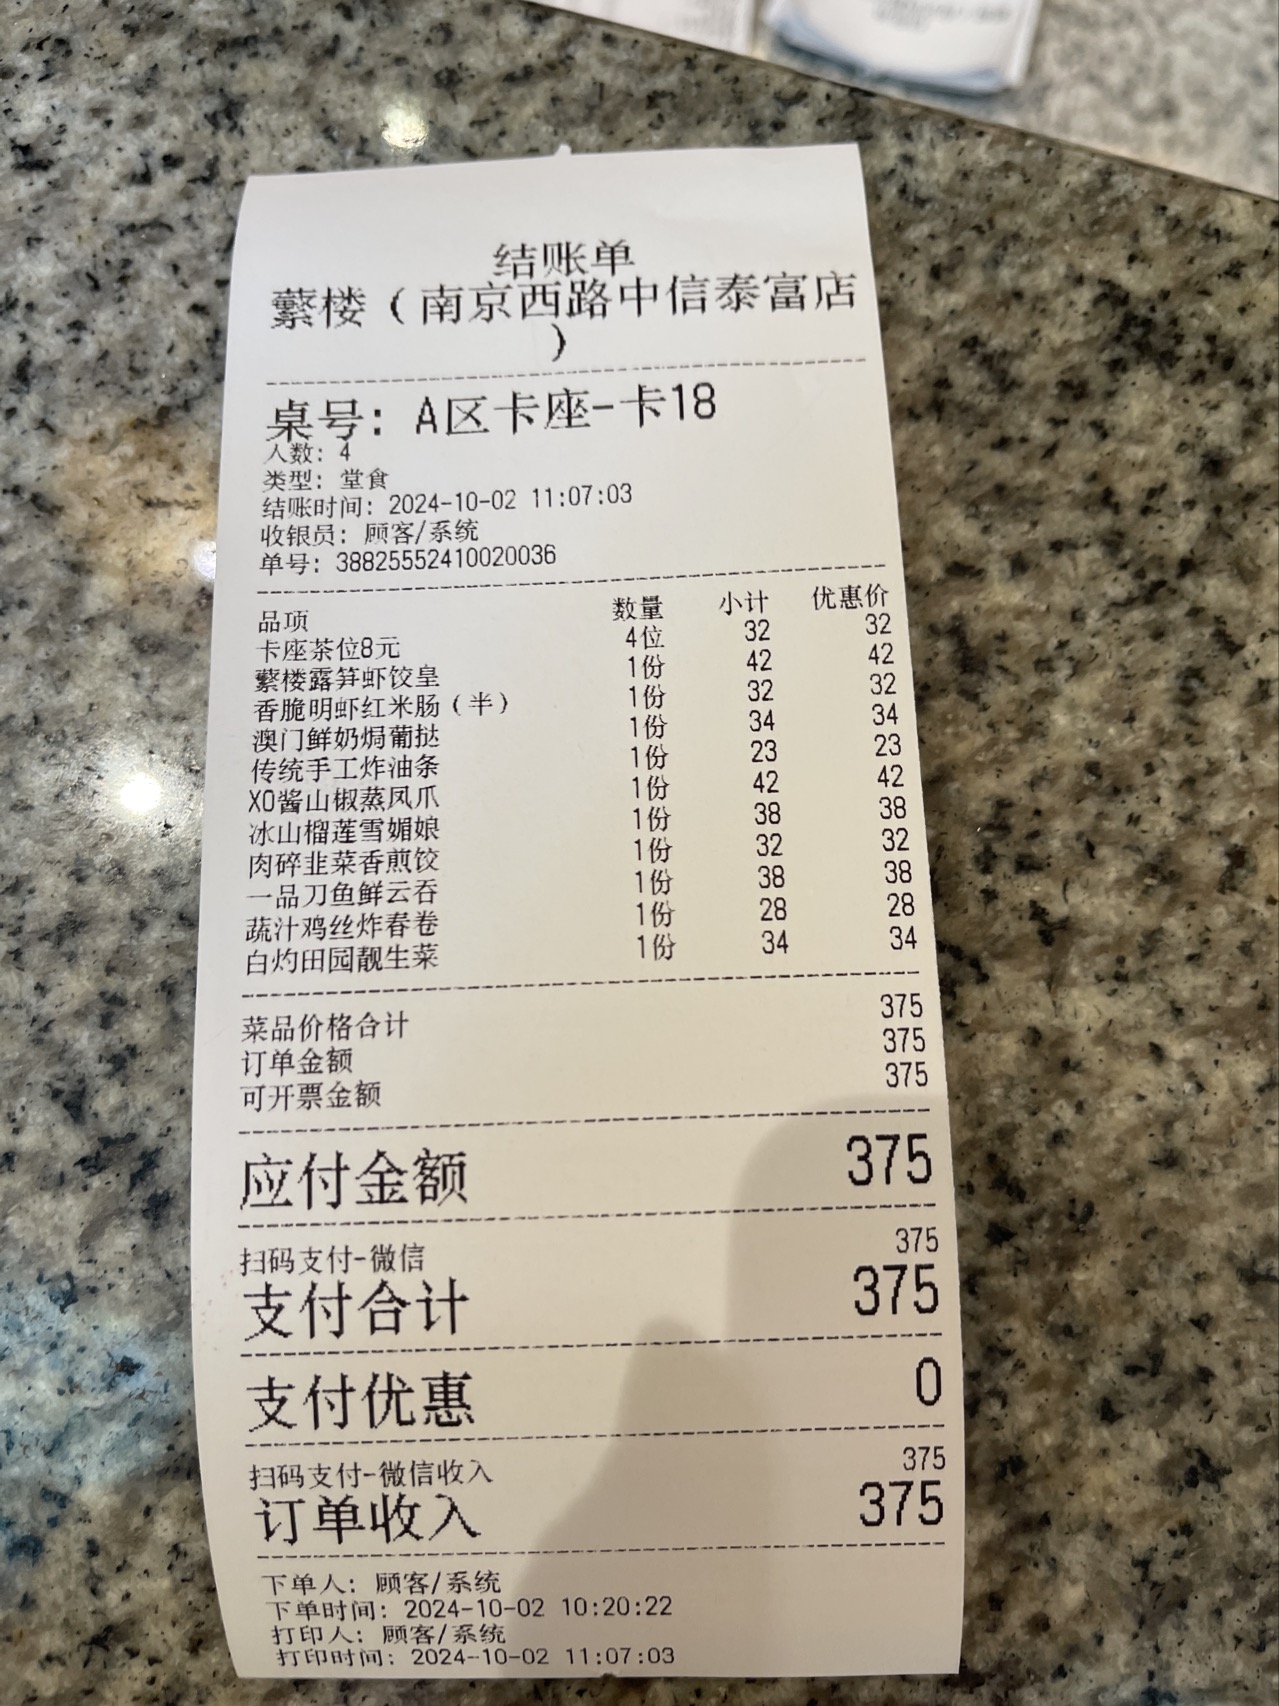 结账单
蘩楼（南京西路中信泰富店
）
桌号: A区卡座-卡18
人数: 4
类型: 堂食
结账时间: 2024-10-02 11:07:03
收银员: 顾客/系统
单号: 38825552410020036
品项 数量 小计 优惠价
卡座茶位8元 4位 32 32
蘩楼露笋虾饺皇 1份 42 42
香脆明虾红米肠（半） 1份 32 32
澳门鲜奶焗葡挞 1份 34 34
传统手工炸油条 1份 23 23
XO酱山椒蒸凤爪 1份 42 42
冰山榴莲雪媚娘 1份 38 38
肉碎韭菜香煎饺 1份 32 32
一品刀鱼鲜云吞 1份 38 38
蔬汁鸡丝炸春卷 1份 28 28
白灼田园靓生菜 1份 34 34
菜品价格合计 375
订单金额 375
可开票金额 375
应付金额 375
扫码支付-微信 375
支付合计 375
支付优惠 0
扫码支付-微信收入 375
订单收入 375
下单人: 顾客/系统
下单时间: 2024-10-02 10:20:22
打印人: 顾客/系统
打印时间: 2024-10-02 11:07:03